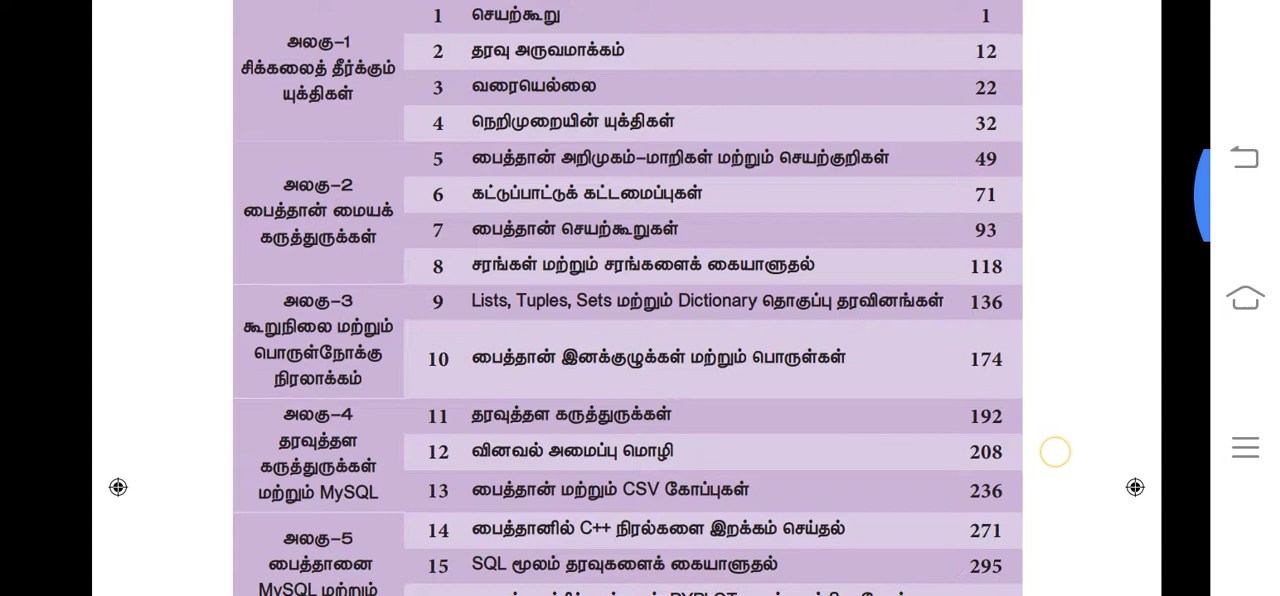 அலகு-1
சிக்கலைத் தீர்க்கும்
யுக்திகள்
1 செயற்கூறு 1
2 தரவு அருவமாக்கம் 12
3 வரையெல்லை 22
4 நெறிமுறையின் யுக்திகள் 32
அலகு-2
பைத்தான் மையக்
கருத்துருக்கள்
5 பைத்தான் அறிமுகம்-மாறிகள் மற்றும் செயற்குறிகள் 49
6 கட்டுப்பாட்டுக் கட்டமைப்புகள் 71
7 பைத்தான் செயற்கூறுகள் 93
8 சரங்கள் மற்றும் சரங்களைக் கையாளுதல் 118
அலகு-3
கூறுநிலை மற்றும்
பொருள்நோக்கு
நிரலாக்கம்
9 Lists, Tuples, Sets மற்றும் Dictionary தொகுப்பு தரவினங்கள் 136
10 பைத்தான் இனக்குழுக்கள் மற்றும் பொருள்கள் 174
அலகு-4
தரவுத்தள
கருத்துருக்கள்
மற்றும் MySQL
11 தரவுத்தள கருத்துருக்கள் 192
12 வினவல் அமைப்பு மொழி 208
13 பைத்தான் மற்றும் CSV கோப்புகள் 236
அலகு-5
பைத்தானை
MySQL மற்றும்
14 பைத்தானில் C++ நிரல்களை இறக்கம் செய்தல் 271
15 SQL மூலம் தரவுகளைக் கையாளுதல் 295